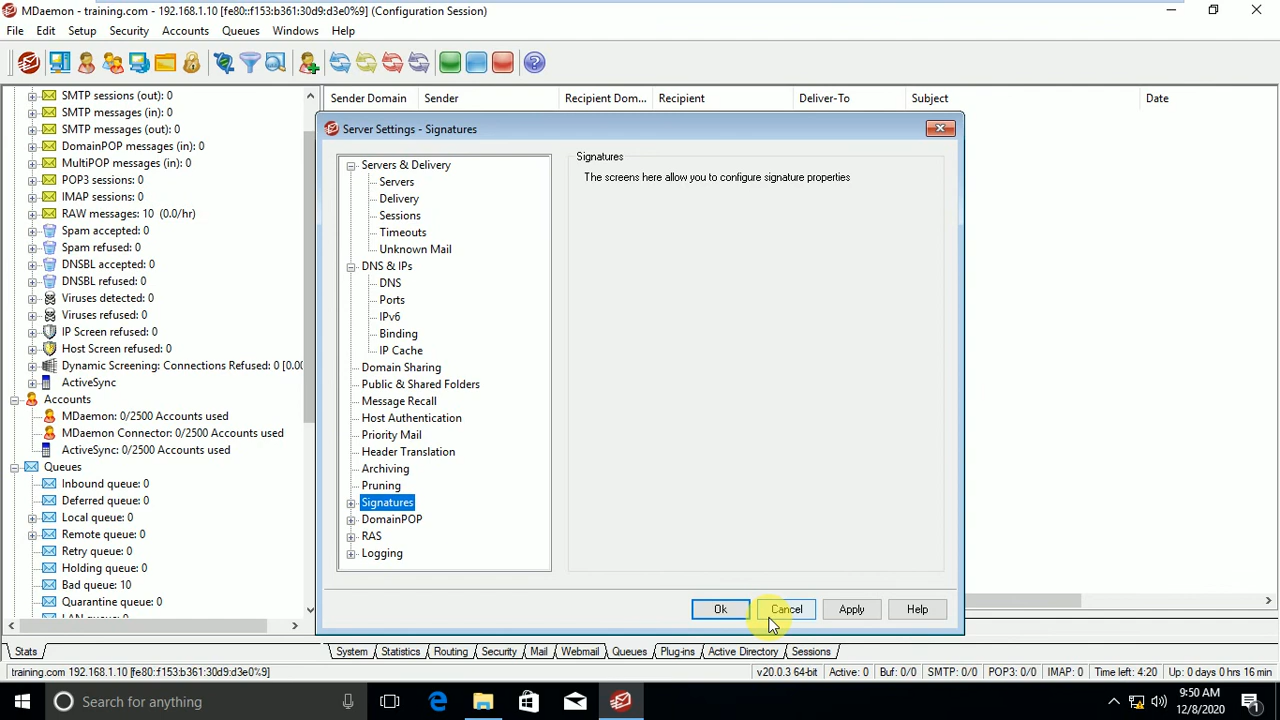 MDaemon - training.com - 192.168.1.10 [fe80::f153:b361:30d9:d3e0%9] (Configuration Session)
File Edit Setup Security Accounts Queues Windows Help
SMTP sessions (out): 0
SMTP messages (in): 0
SMTP messages (out): 0
DomainPOP messages (in): 0
MultiPOP messages (in): 0
POP3 sessions: 0
IMAP sessions: 0
RAW messages: 10 (0.0/hr)
Spam accepted: 0
Spam refused: 0
DNSBL accepted: 0
DNSBL refused: 0
Viruses detected: 0
Viruses refused: 0
IP Screen refused: 0
Host Screen refused: 0
Dynamic Screening: Connections Refused: 0 [0.00
ActiveSync
Accounts
MDaemon: 0/2500 Accounts used
MDaemon Connector: 0/2500 Accounts used
ActiveSync: 0/2500 Accounts used
Queues
Inbound queue: 0
Deferred queue: 0
Local queue: 0
Remote queue: 0
Retry queue: 0
Holding queue: 0
Bad queue: 10
Quarantine queue: 0
Stats
Sender Domain Sender Recipient Dom... Recipient Deliver-To Subject Date
Server Settings - Signatures
Servers & Delivery
Servers
Delivery
Sessions
Timeouts
Unknown Mail
DNS & IPs
DNS
Ports
IPv6
Binding
IP Cache
Domain Sharing
Public & Shared Folders
Message Recall
Host Authentication
Priority Mail
Header Translation
Archiving
Pruning
Signatures
DomainPOP
RAS
Logging
Signatures
The screens here allow you to configure signature properties
Ok Cancel Apply Help
System Statistics Routing Security Mail Webmail Queues Plug-ins Active Directory Sessions
training.com 192.168.1.10 [fe80::f153:b361:30d9:d3e0%9] v20.0.3 64-bit Active: 0 Buf: 0/0 SMTP: 0/0 POP3: 0/0 IMAP: 0 Time left: 4:20 Up: 0 days 0 hrs 16 min
Search for anything
9:50 AM
12/8/2020
1